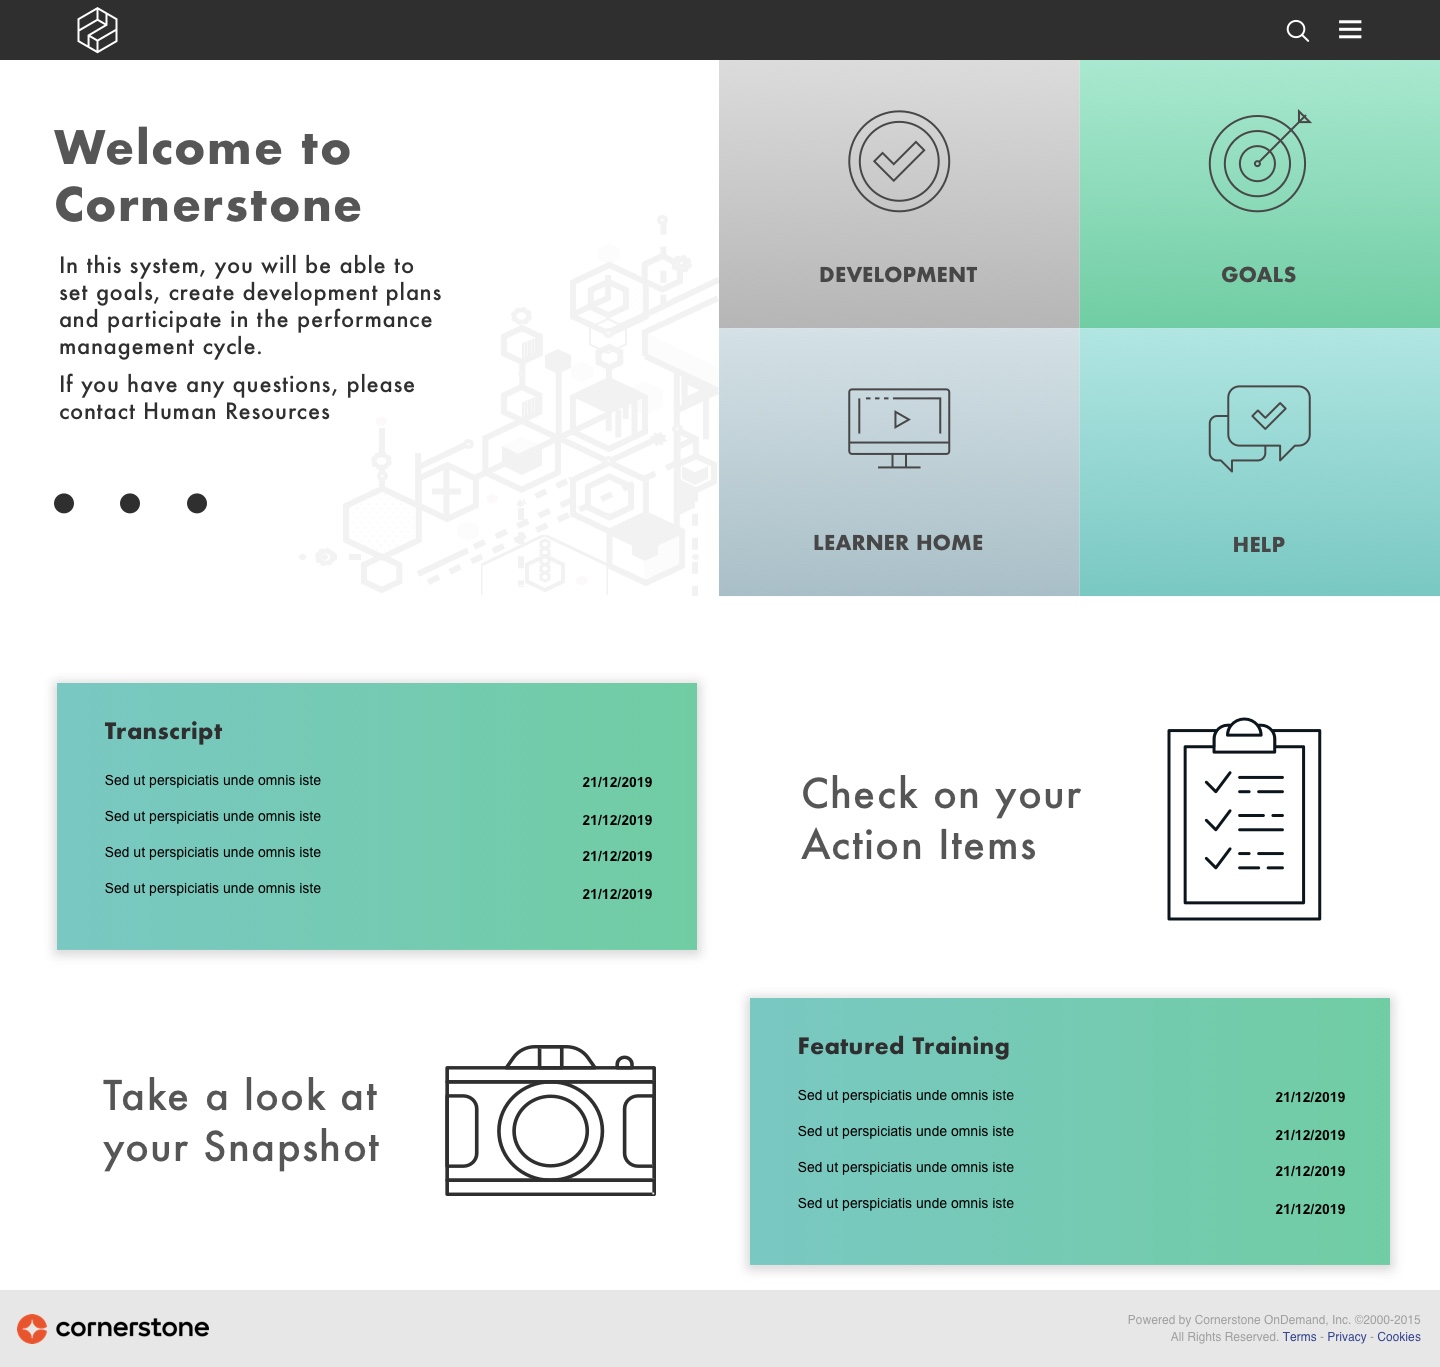 Welcome to
Cornerstone
In this system, you will be able to
set goals, create development plans
and participate in the performance
management cycle.
If you have any questions, please
contact Human Resources
DEVELOPMENT
GOALS
LEARNER HOME
HELP
Transcript
Sed ut perspiciatis unde omnis iste 21/12/2019
Sed ut perspiciatis unde omnis iste 21/12/2019
Sed ut perspiciatis unde omnis iste 21/12/2019
Sed ut perspiciatis unde omnis iste 21/12/2019
Check on your
Action Items
Take a look at
your Snapshot
Featured Training
Sed ut perspiciatis unde omnis iste 21/12/2019
Sed ut perspiciatis unde omnis iste 21/12/2019
Sed ut perspiciatis unde omnis iste 21/12/2019
Sed ut perspiciatis unde omnis iste 21/12/2019
cornerstone
Powered by Cornerstone OnDemand, Inc. ©2000-2015
All Rights Reserved. Terms - Privacy - Cookies